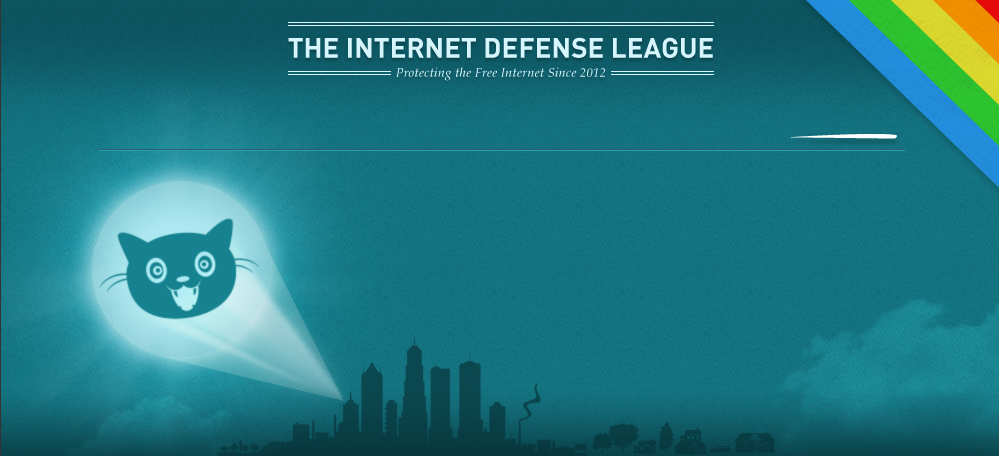 THE INTERNET DEFENSE LEAGUE
Protecting the Free Internet Since 2012